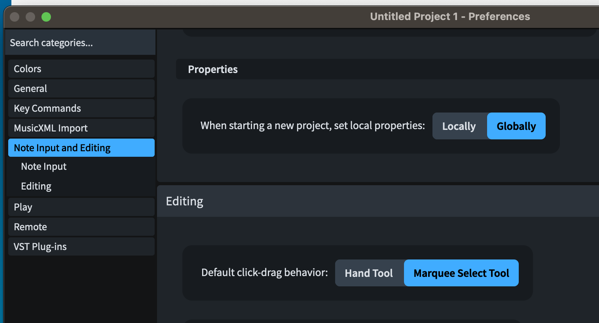 Untitled Project 1 - Preferences
Search categories...
Colors
General
Key Commands
MusicXML Import
Note Input and Editing
Note Input
Editing
Play
Remote
VST Plug-ins
Properties
When starting a new project, set local properties: Locally Globally
Editing
Default click-drag behavior: Hand Tool Marquee Select Tool